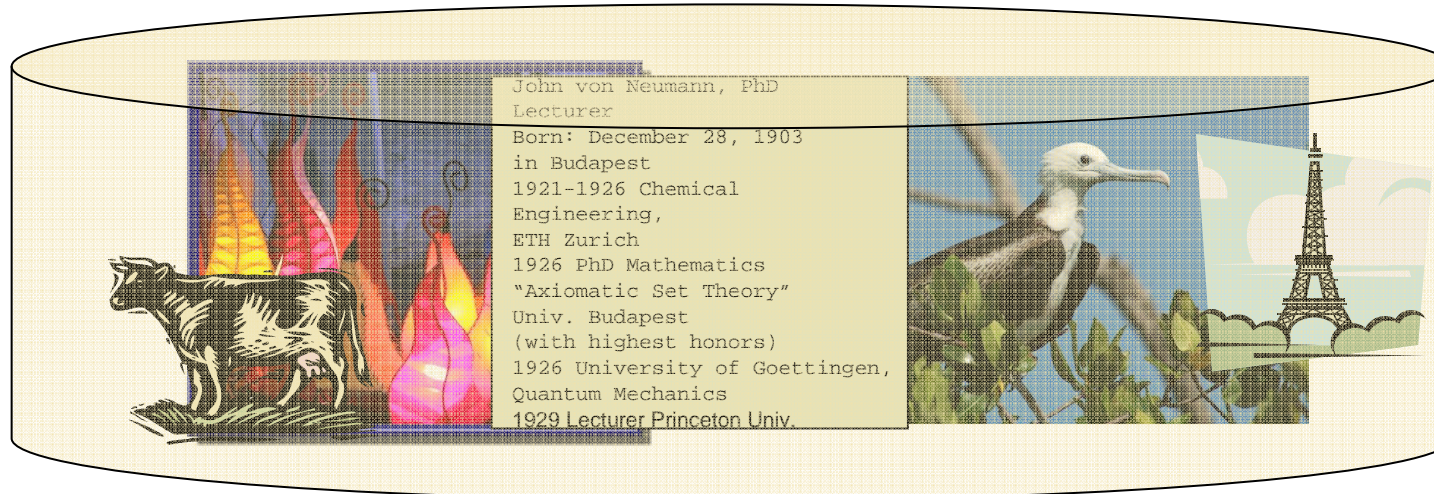 John von Neumann, PhD
Lecturer
Born: December 28, 1903
in Budapest
1921-1926 Chemical
Engineering,
ETH Zurich
1926 PhD Mathematics
“Axiomatic Set Theory”
Univ. Budapest
(with highest honors)
1926 University of Goettingen,
Quantum Mechanics
1929 Lecturer Princeton Univ.